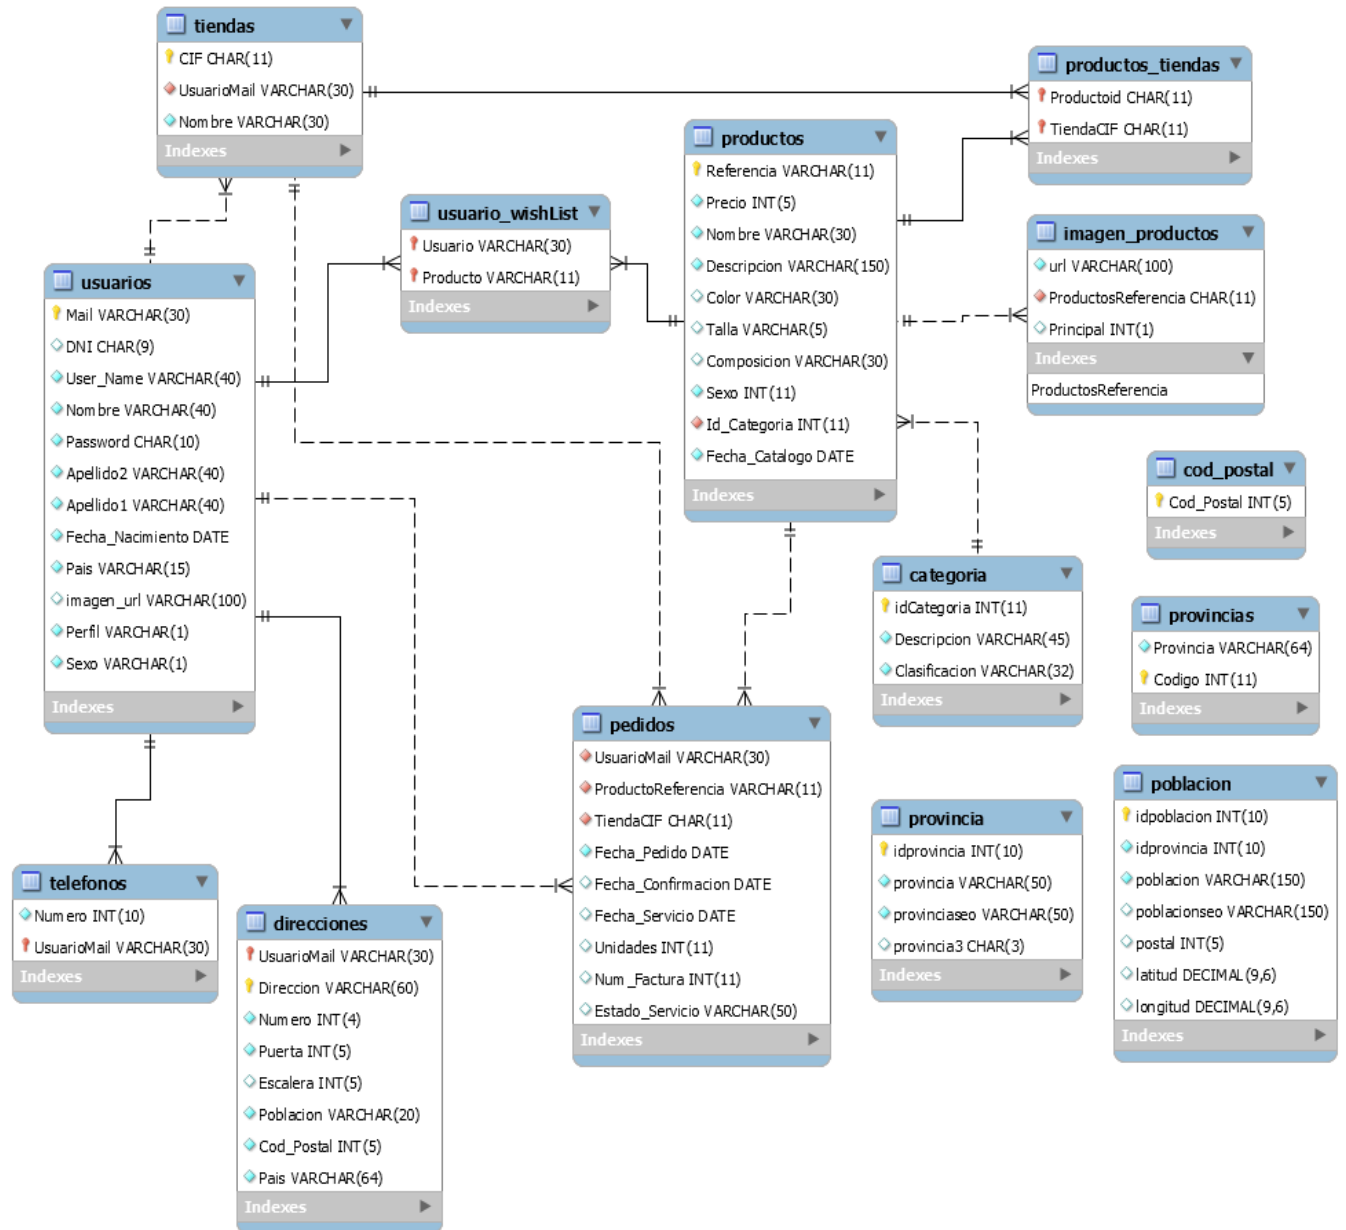 tiendas
CIF CHAR(11)
UsuarioMail VARCHAR(30)
Nombre VARCHAR(30)
Indexes
productos_tiendas
Productoid CHAR(11)
TiendaCIF CHAR(11)
Indexes
productos
Referencia VARCHAR(11)
Precio INT(5)
Nombre VARCHAR(30)
Descripcion VARCHAR(150)
Color VARCHAR(30)
Talla VARCHAR(5)
Composicion VARCHAR(30)
Sexo INT(11)
Id_Categoria INT(11)
Fecha_Catalogo DATE
Indexes
usuario_wishList
Usuario VARCHAR(30)
Producto VARCHAR(11)
Indexes
imagen_productos
url VARCHAR(100)
ProductosReferencia CHAR(11)
Principal INT(1)
Indexes
ProductosReferencia
usuarios
Mail VARCHAR(30)
DNI CHAR(9)
User_Name VARCHAR(40)
Nombre VARCHAR(40)
Password CHAR(10)
Apellido2 VARCHAR(40)
Apellido1 VARCHAR(40)
Fecha_Nacimiento DATE
Pais VARCHAR(15)
imagen_url VARCHAR(100)
Perfil VARCHAR(1)
Sexo VARCHAR(1)
Indexes
cod_postal
Cod_Postal INT(5)
Indexes
categoria
idCategoria INT(11)
Descripcion VARCHAR(45)
Clasificacion VARCHAR(32)
Indexes
provincias
Provincia VARCHAR(64)
Codigo INT(11)
Indexes
pedidos
UsuarioMail VARCHAR(30)
ProductoReferencia VARCHAR(11)
TiendaCIF CHAR(11)
Fecha_Pedido DATE
Fecha_Confirmacion DATE
Fecha_Servicio DATE
Unidades INT(11)
Num_Factura INT(11)
Estado_Servicio VARCHAR(50)
Indexes
provincia
idprovincia INT(10)
provincia VARCHAR(50)
provinciaseo VARCHAR(50)
provincia3 CHAR(3)
Indexes
poblacion
idpoblacion INT(10)
idprovincia INT(10)
poblacion VARCHAR(150)
poblacionseo VARCHAR(150)
postal INT(5)
latitud DECIMAL(9,6)
longitud DECIMAL(9,6)
Indexes
telefonos
Numero INT(10)
UsuarioMail VARCHAR(30)
Indexes
direcciones
UsuarioMail VARCHAR(30)
Direccion VARCHAR(60)
Numero INT(4)
Puerta INT(5)
Escalera INT(5)
Poblacion VARCHAR(20)
Cod_Postal INT(5)
Pais VARCHAR(64)
Indexes